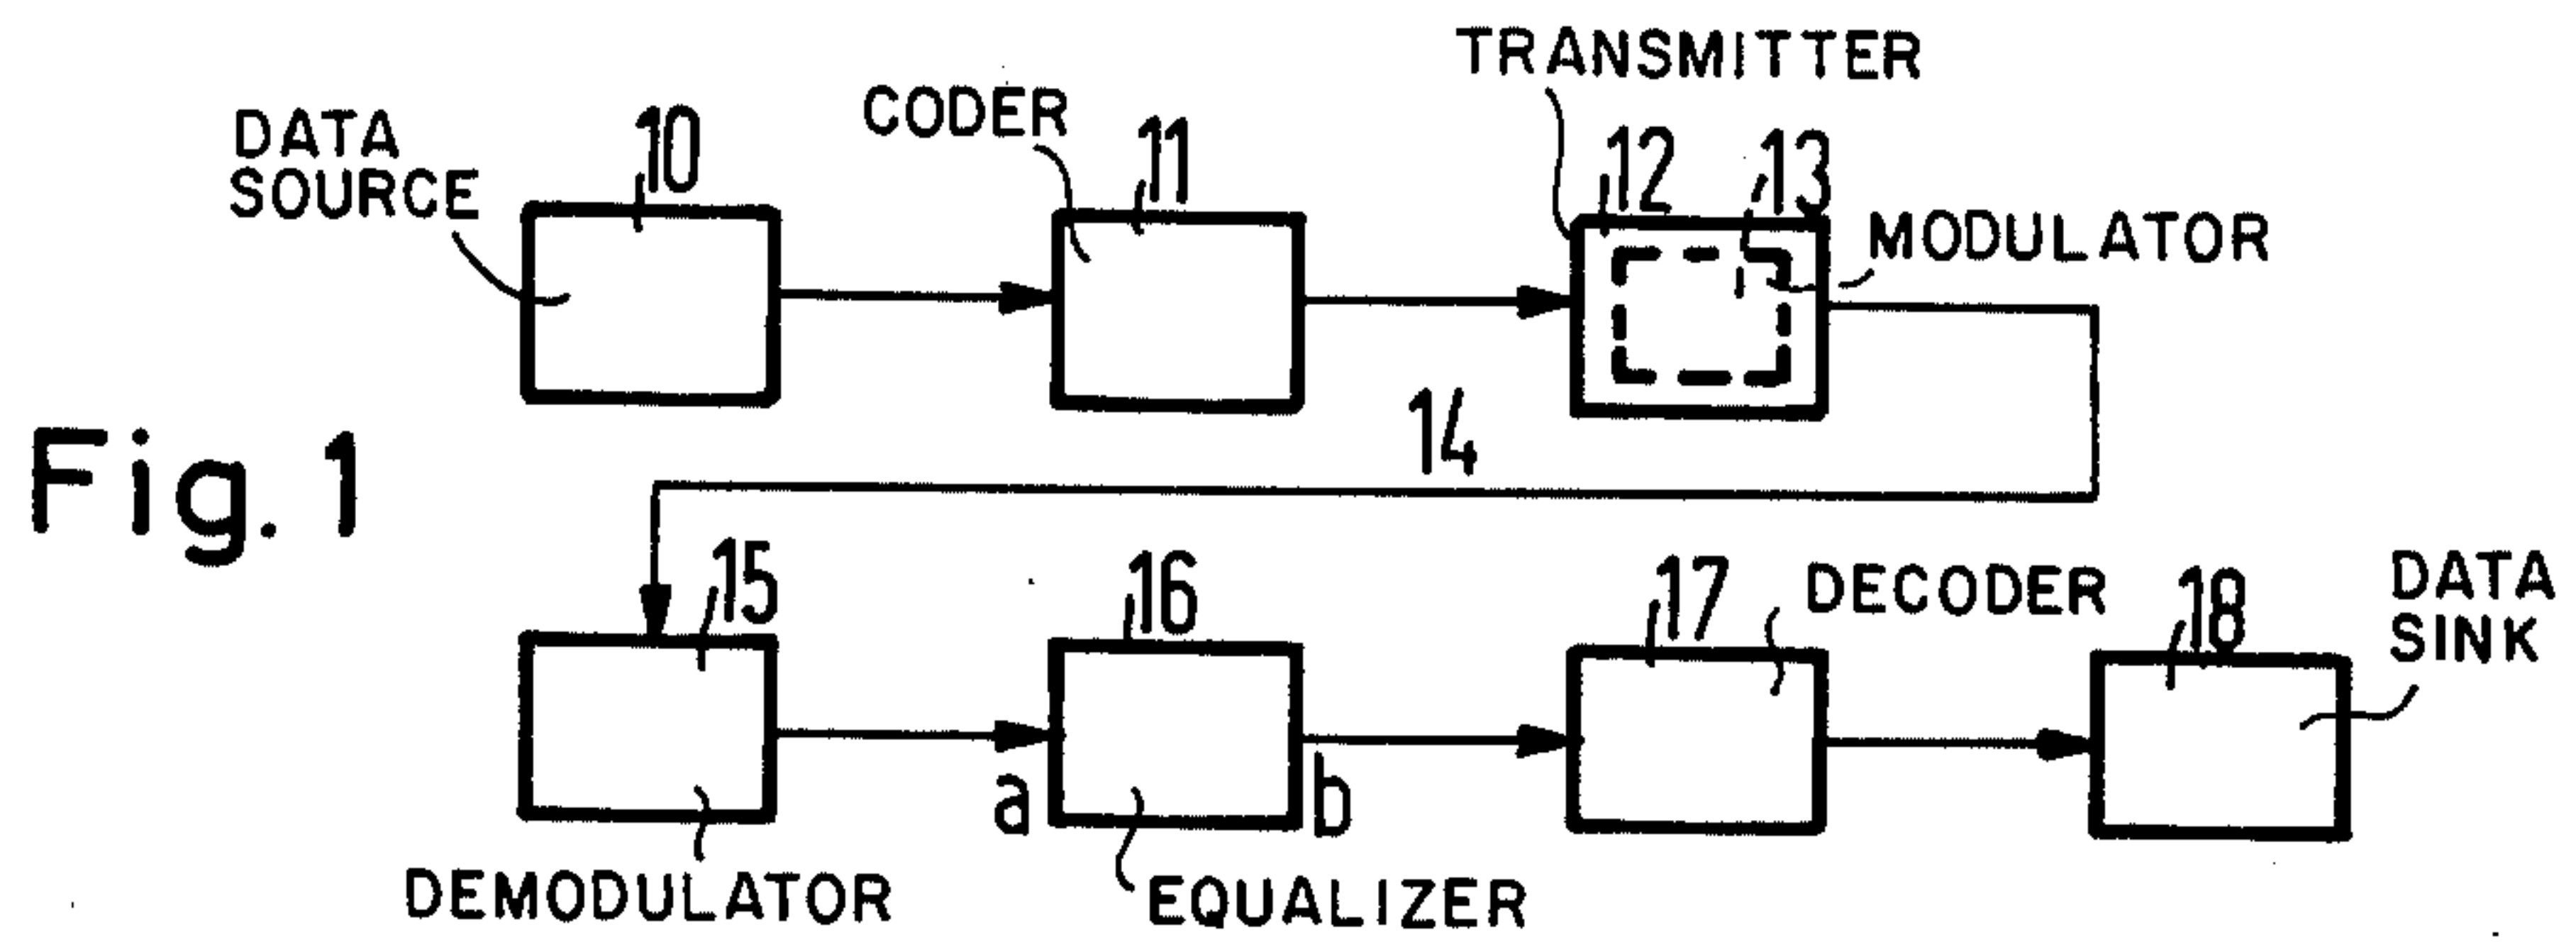 TRANSMITTER
CODER
DATA
SOURCE
10
11
12
13
MODULATOR
14
Fig. 1
15
16
17
DECODER
18
DATA
SINK
a
b
DEMODULATOR
EQUALIZER